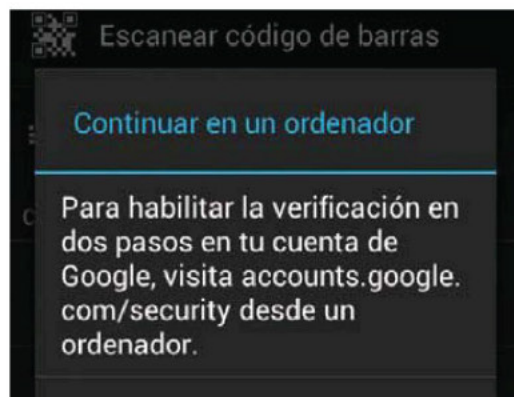 Escanear código de barras
Continuar en un ordenador
Para habilitar la verificación en
dos pasos en tu cuenta de
Google, visita accounts.google.
com/security desde un
ordenador.